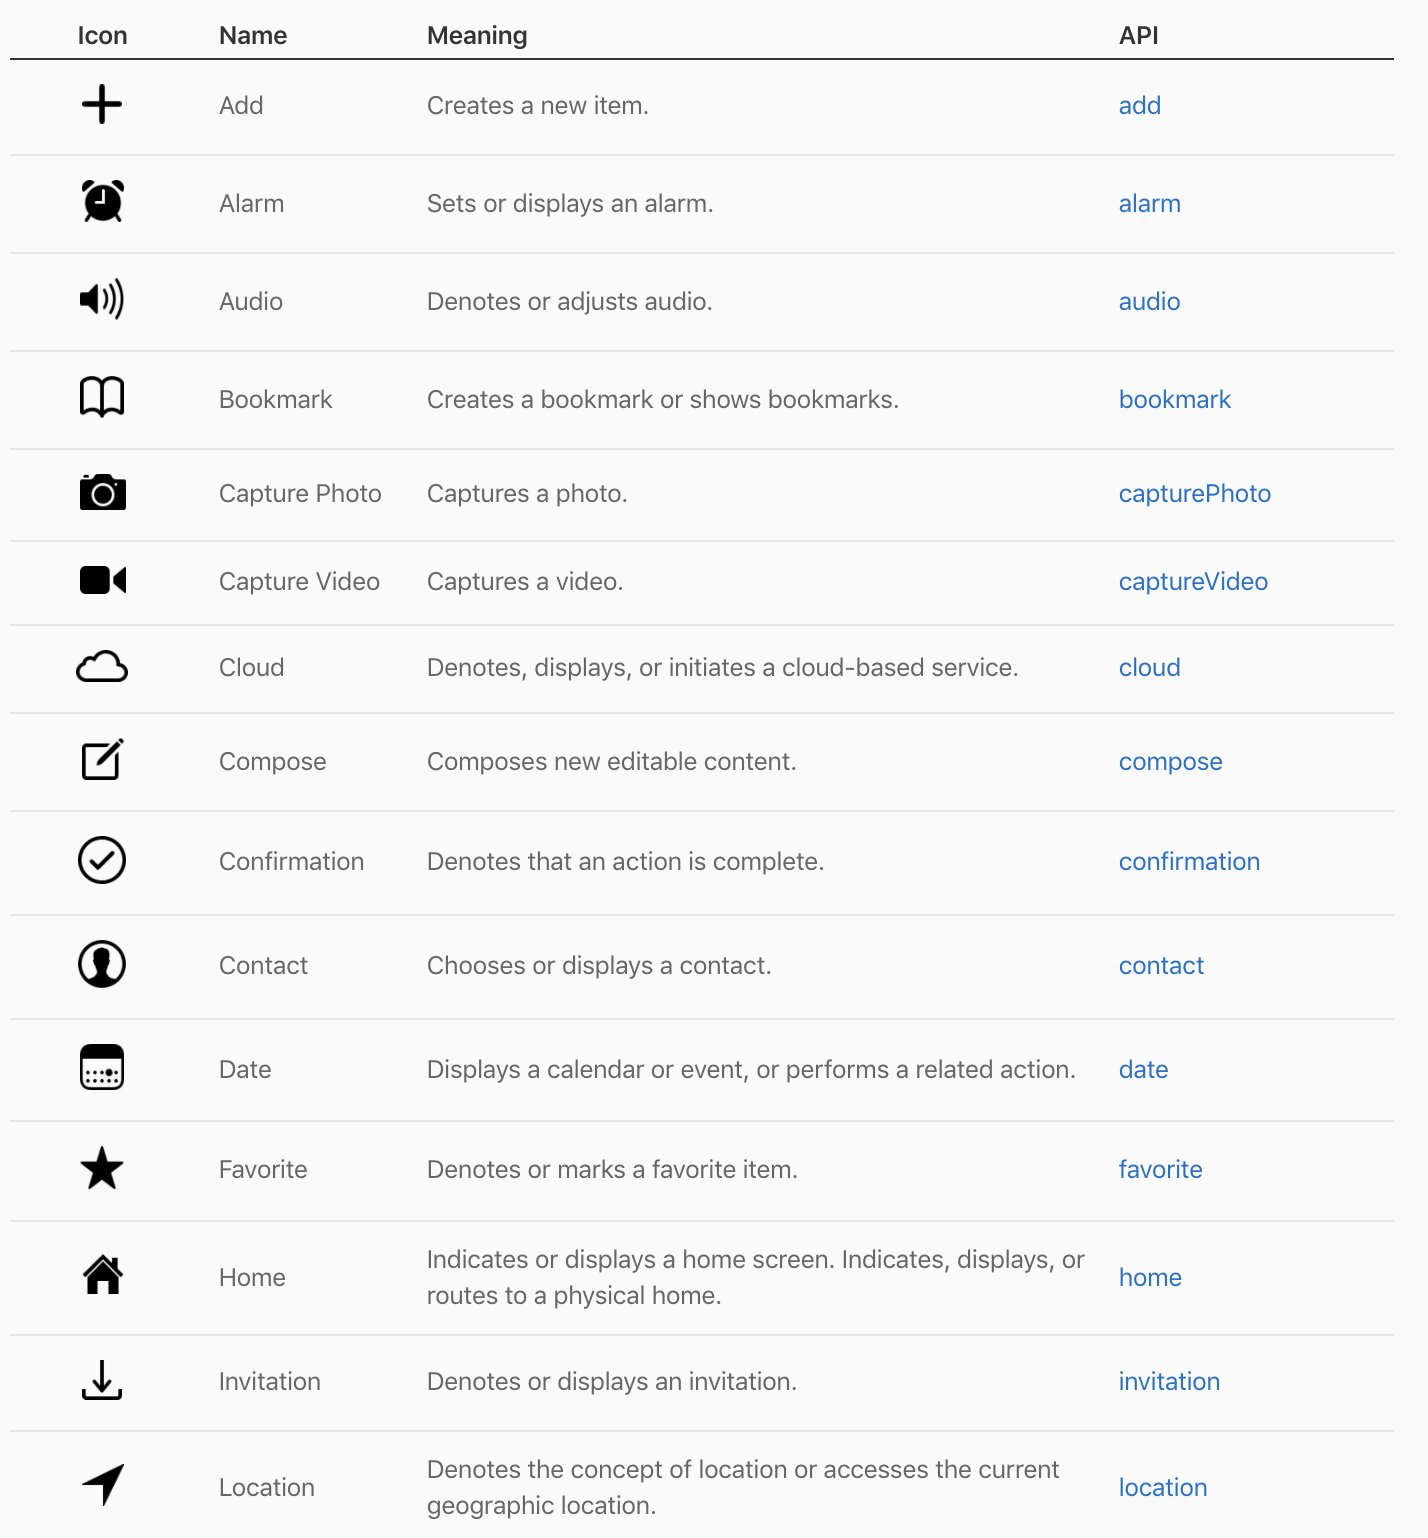 Icon Name Meaning API
Add Creates a new item. add
Alarm Sets or displays an alarm. alarm
Audio Denotes or adjusts audio. audio
Bookmark Creates a bookmark or shows bookmarks. bookmark
Capture Photo Captures a photo. capturePhoto
Capture Video Captures a video. captureVideo
Cloud Denotes, displays, or initiates a cloud-based service. cloud
Compose Composes new editable content. compose
Confirmation Denotes that an action is complete. confirmation
Contact Chooses or displays a contact. contact
Date Displays a calendar or event, or performs a related action. date
Favorite Denotes or marks a favorite item. favorite
Home Indicates or displays a home screen. Indicates, displays, or
routes to a physical home. home
Invitation Denotes or displays an invitation. invitation
Location Denotes the concept of location or accesses the current
geographic location. location